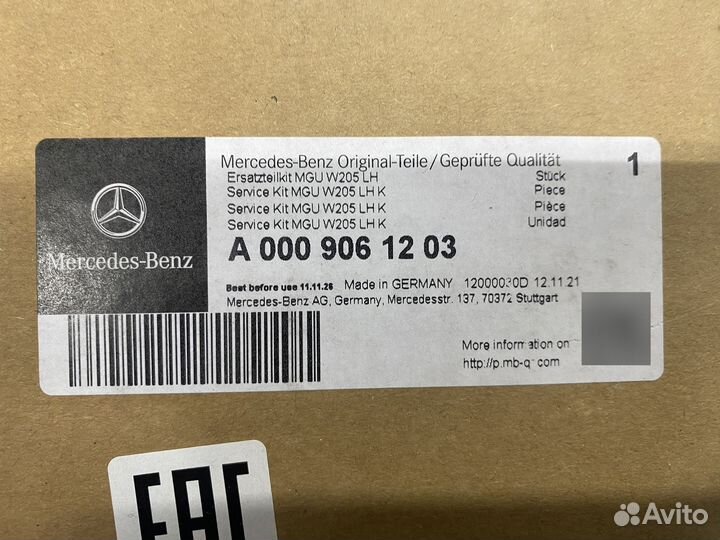 Mercedes-Benz
Mercedes-Benz Original-Teile/Geprüfte Qualität 1
Ersatzteilkit MGU W205 LH Stück
Service Kit MGU W205 LH K Piece
Service Kit MGU W205 LH K Pièce
Service Kit MGU W205 LH K Unidad
A 000 906 12 03
Best before use 11.11.26 Made in GERMANY 12000030D 12.11.21
Mercedes-Benz AG, Germany, Mercedesstr. 137, 70372 Stuttgart
More information on
http://p.mb-q com
EAC
Avito